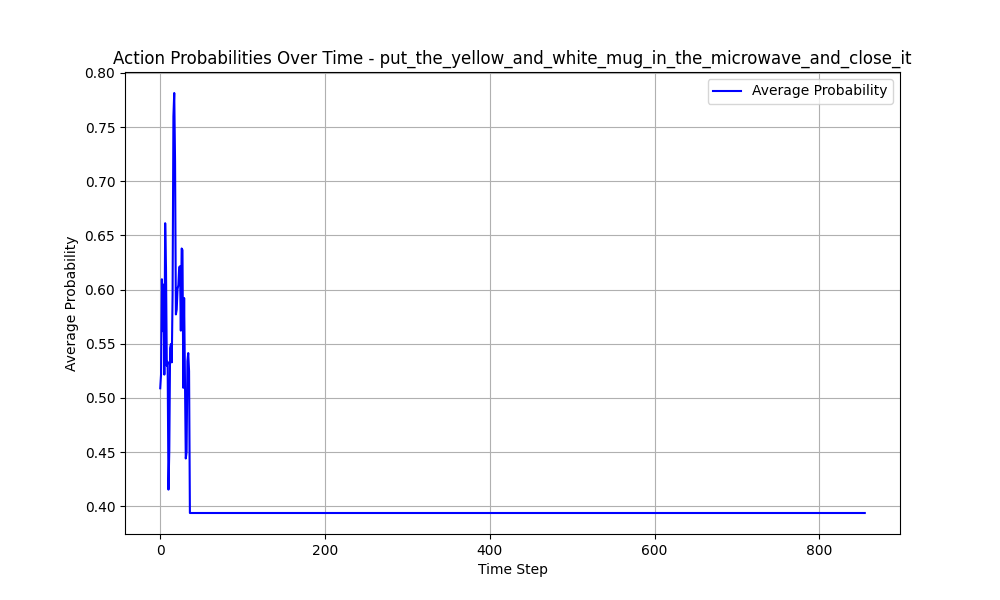 Action Probabilities Over Time - put_the_yellow_and_white_mug_in_the_microwave_and_close_it
Average Probability
0.80
0.75
0.70
0.65
0.60
0.55
0.50
0.45
0.40
Average Probability
0 200 400 600 800
Time Step